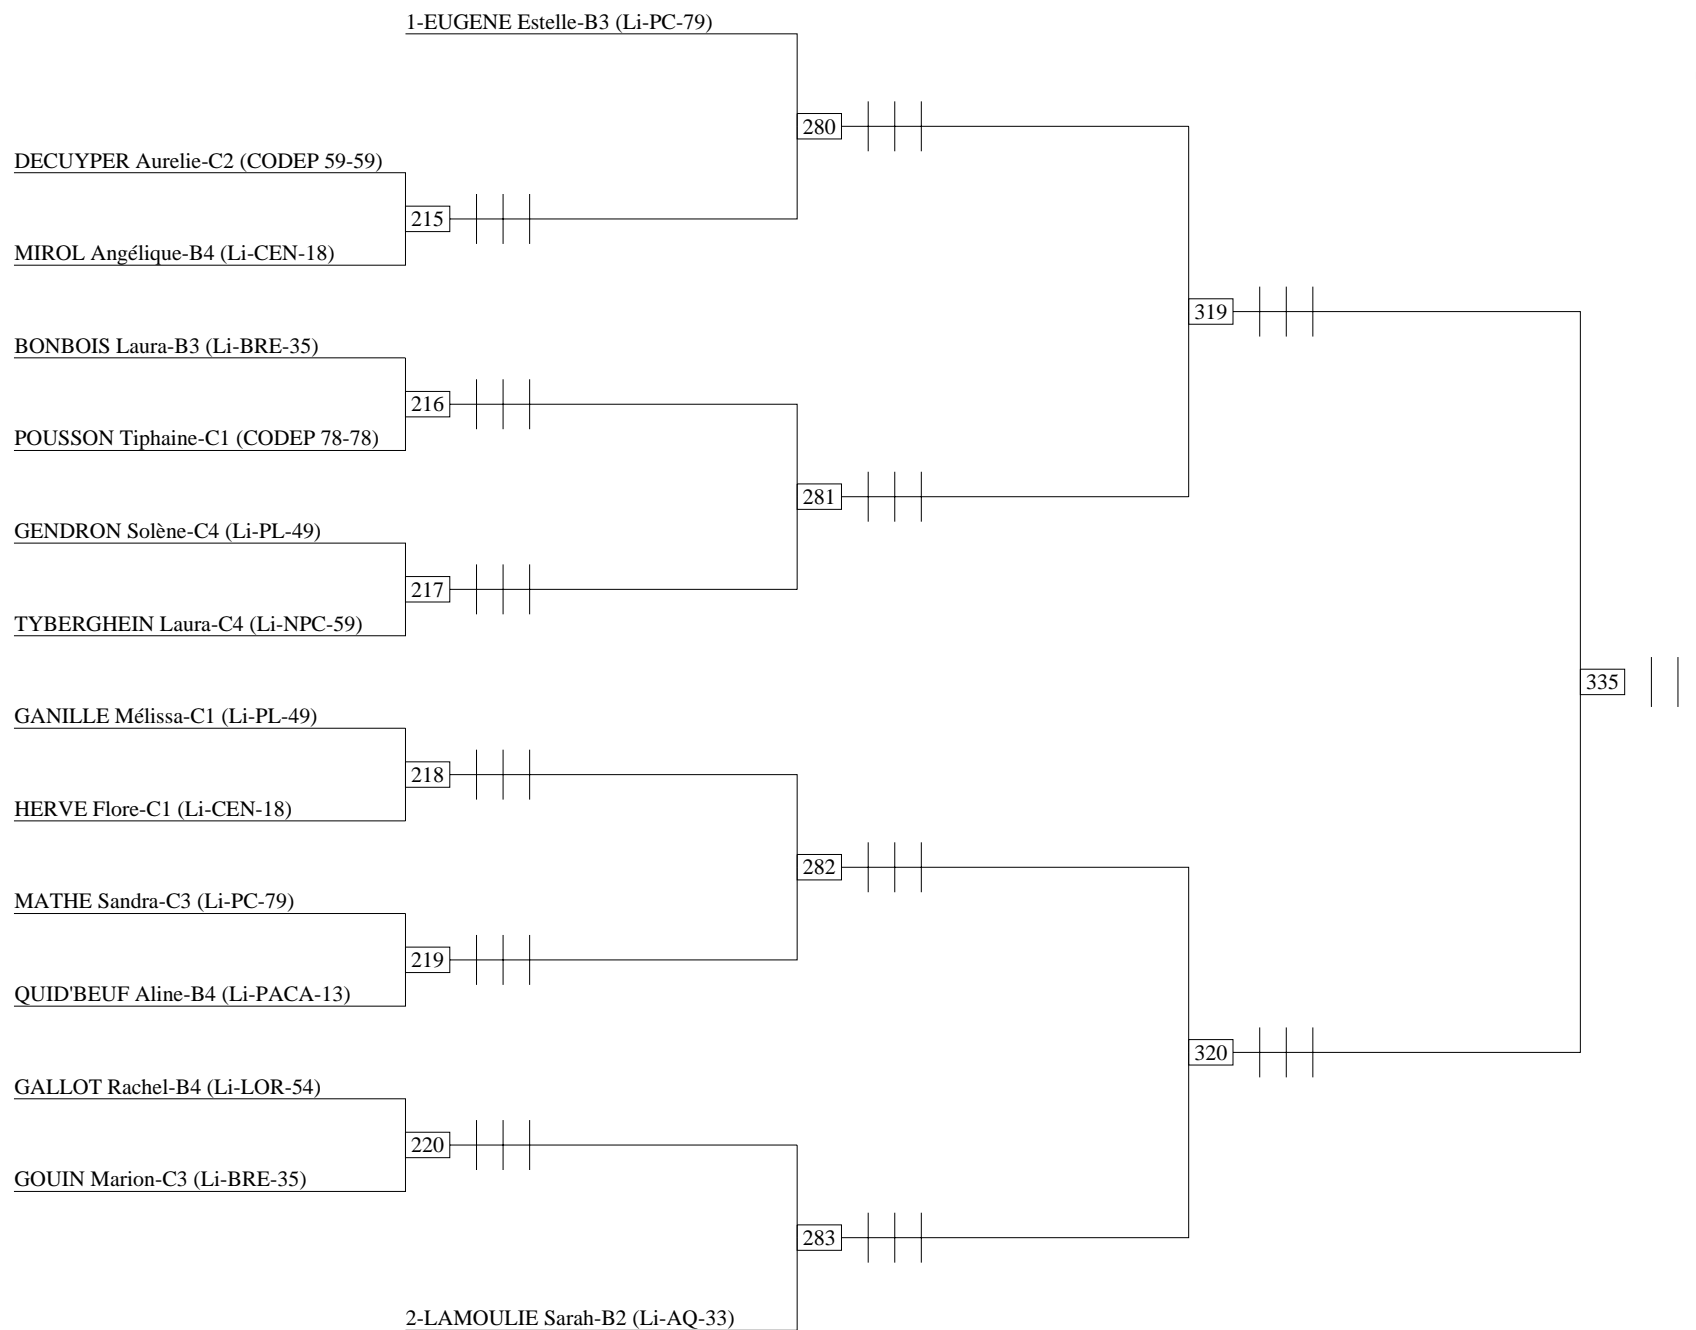 1-EUGENE Estelle-B3 (Li-PC-79)
280
DECUYPER Aurelie-C2 (CODEP 59-59)
215
MIROL Angélique-B4 (Li-CEN-18)
319
BONBOIS Laura-B3 (Li-BRE-35)
216
POUSSON Tiphaine-C1 (CODEP 78-78)
281
GENDRON Solène-C4 (Li-PL-49)
217
TYBERGHEIN Laura-C4 (Li-NPC-59)
335
GANILLE Mélissa-C1 (Li-PL-49)
218
HERVE Flore-C1 (Li-CEN-18)
282
MATHE Sandra-C3 (Li-PC-79)
219
QUID'BEUF Aline-B4 (Li-PACA-13)
320
GALLOT Rachel-B4 (Li-LOR-54)
220
GOUIN Marion-C3 (Li-BRE-35)
283
2-LAMOULIE Sarah-B2 (Li-AQ-33)